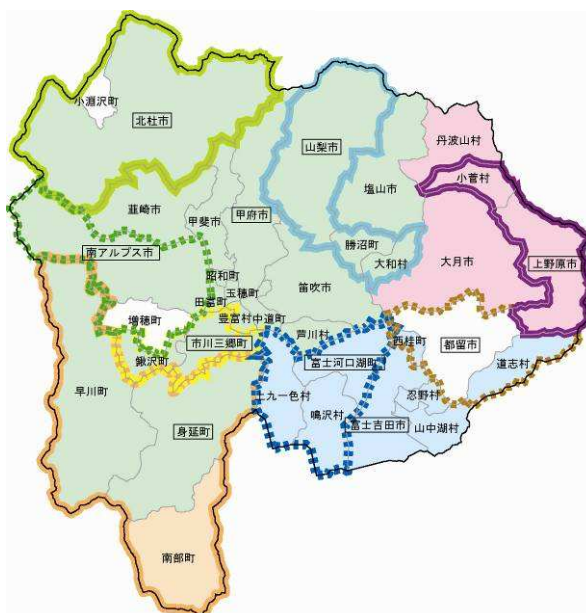 小淵沢町
北杜市
山梨市
丹波山村
小菅村
塩山市
韮崎市
甲斐市
甲府市
勝沼町
大和村
大月市
上野原市
南アルプス市
昭和町
玉穂町
田富町
笛吹市
増穂町
豊富村
中道町
芦川村
市川三郷町
鰍沢町
富士河口湖町
西桂町
都留市
道志村
早川町
上九一色村
鳴沢村
忍野村
身延町
富士吉田市
山中湖村
南部町